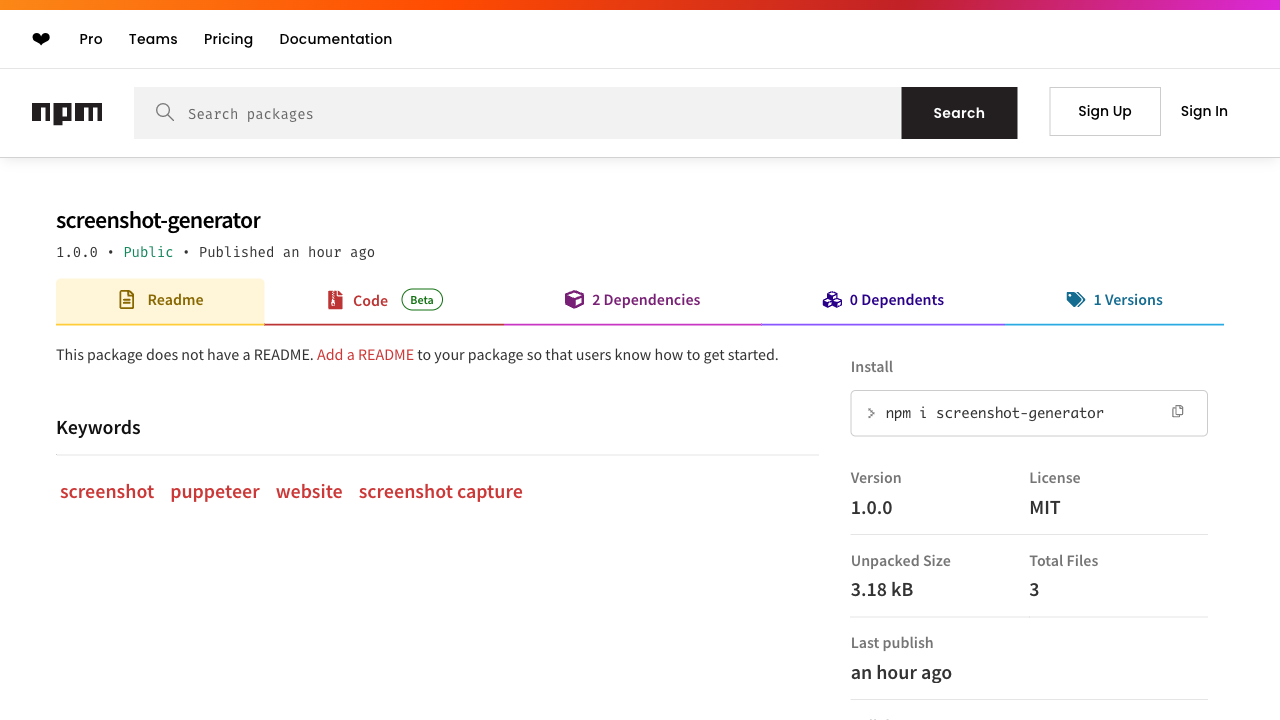 ❤ Pro Teams Pricing Documentation
npm Search packages Search Sign Up Sign In
screenshot-generator
1.0.0 • Public • Published an hour ago
Readme Code Beta 2 Dependencies 0 Dependents 1 Versions
This package does not have a README. Add a README to your package so that users know how to get started.
Keywords
screenshot puppeteer website screenshot capture
Install
> npm i screenshot-generator
Version License
1.0.0 MIT
Unpacked Size Total Files
3.18 kB 3
Last publish
an hour ago